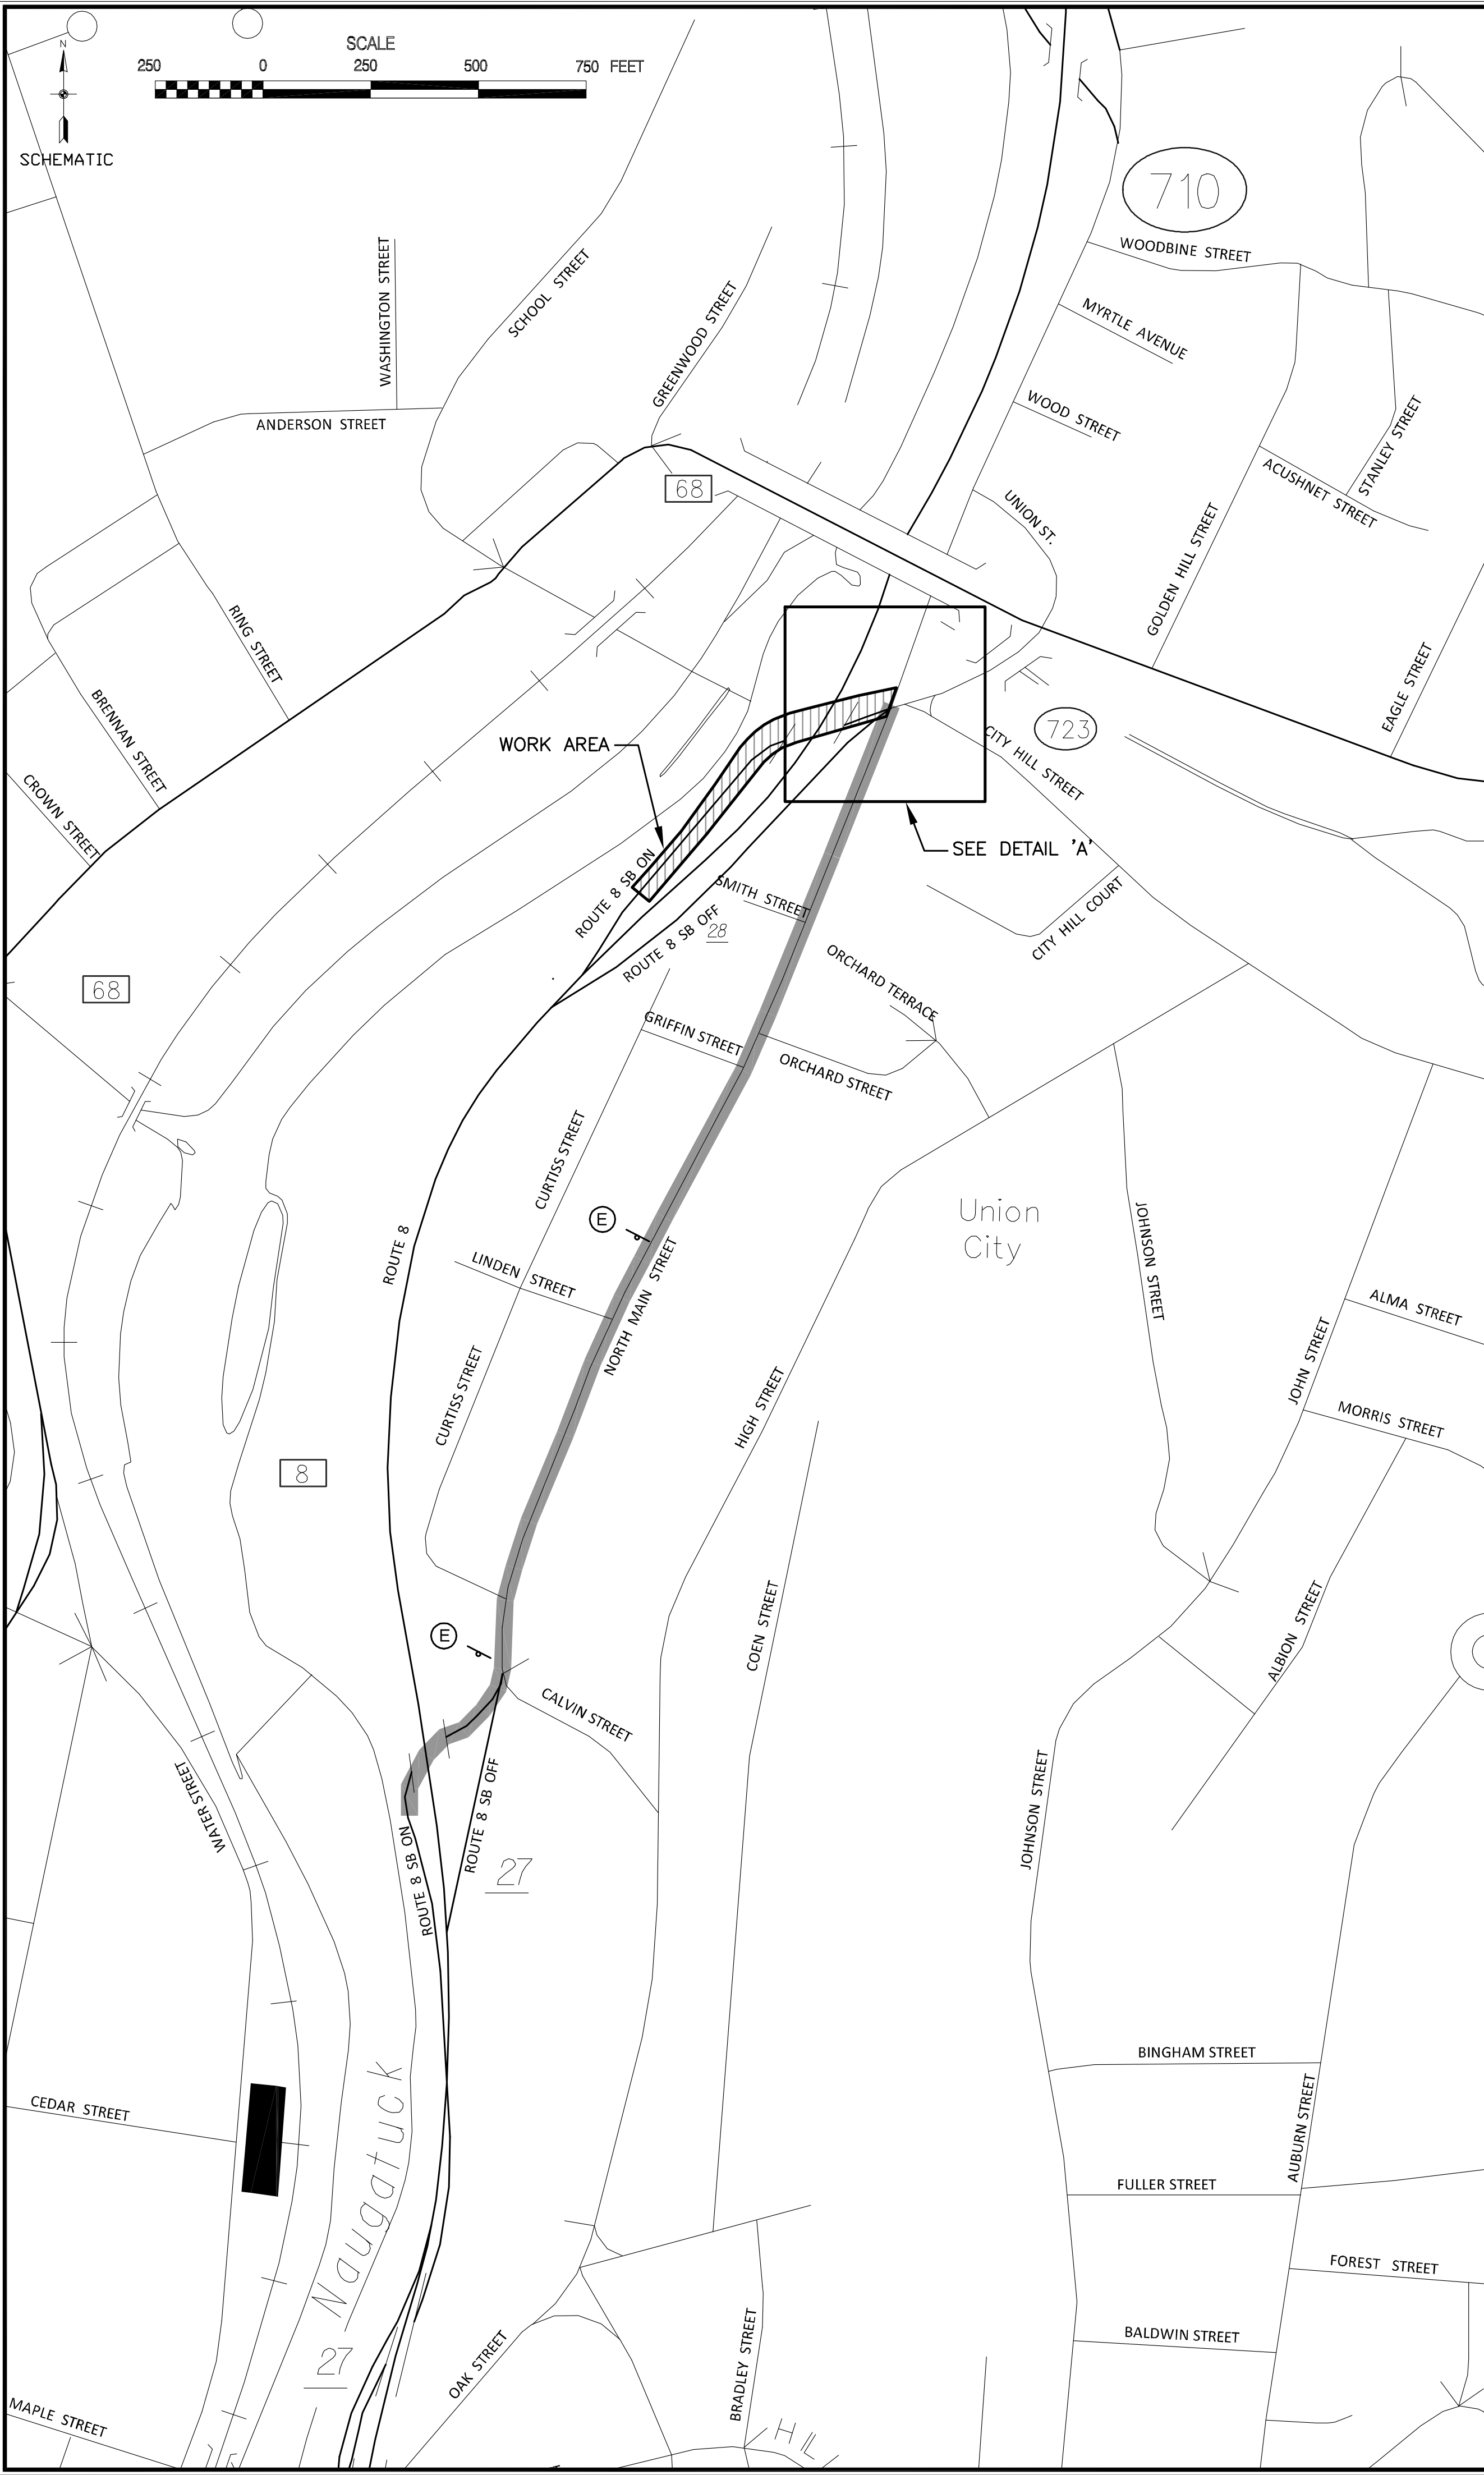 SCALE
250 0 250 500 750 FEET
N
SCHEMATIC
710
WOODBINE STREET
WASHINGTON STREET
SCHOOL STREET
GREENWOOD STREET
MYRTLE AVENUE
WOOD STREET
STANLEY STREET
ANDERSON STREET
ACUSHNET STREET
68
UNION ST.
GOLDEN HILL STREET
RING STREET
EAGLE STREET
BRENNAN STREET
WORK AREA
723
CITY HILL STREET
CROWN STREET
SEE DETAIL 'A'
ROUTE 8 SB ON
SMITH STREET
CITY HILL COURT
ROUTE 8 SB OFF
28
68
ORCHARD TERRACE
GRIFFIN STREET
ORCHARD STREET
CURTISS STREET
Union
City
E
JOHNSON STREET
ROUTE 8
LINDEN STREET
NORTH MAIN STREET
ALMA STREET
JOHN STREET
CURTISS STREET
HIGH STREET
MORRIS STREET
8
COEN STREET
ALBION STREET
E
CALVIN STREET
WATER STREET
ROUTE 8 SB ON
ROUTE 8 SB OFF
JOHNSON STREET
27
BINGHAM STREET
CEDAR STREET
AUBURN STREET
Naugatuck
FULLER STREET
FOREST STREET
27
OAK STREET
BRADLEY STREET
BALDWIN STREET
MAPLE STREET